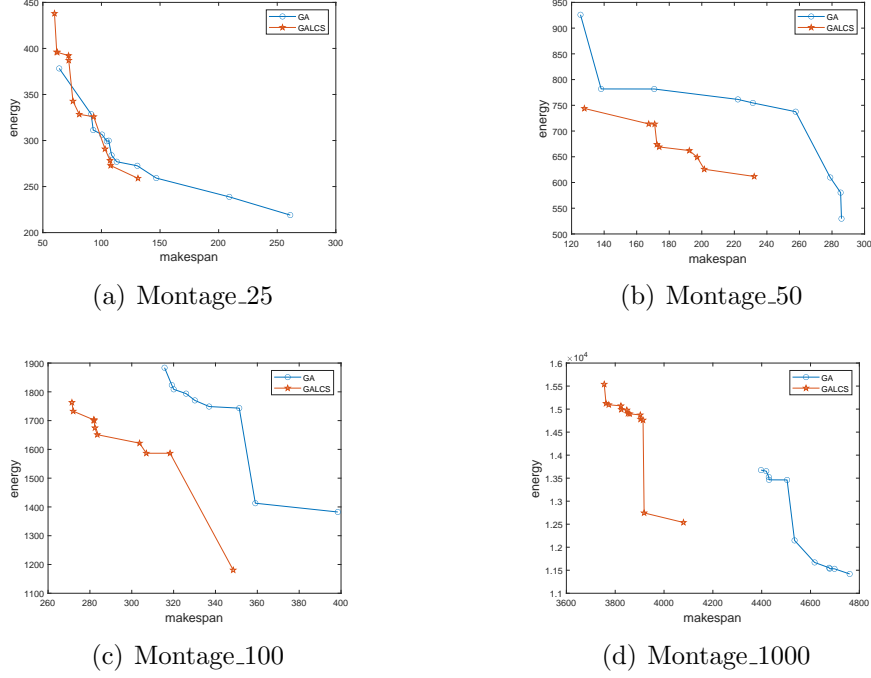 450
400
350
300
250
200
energy
50 100 150 200 250 300
makespan
GA
GALCS
(a) Montage_25
950
900
850
800
750
700
650
600
550
500
energy
120 140 160 180 200 220 240 260 280 300
makespan
GA
GALCS
(b) Montage_50
1900
1800
1700
1600
1500
1400
1300
1200
1100
energy
260 280 300 320 340 360 380 400
makespan
GA
GALCS
(c) Montage_100
×10⁴
1.6
1.55
1.5
1.45
1.4
1.35
1.3
1.25
1.2
1.15
1.1
energy
3600 3800 4000 4200 4400 4600 4800
makespan
GA
GALCS
(d) Montage_1000